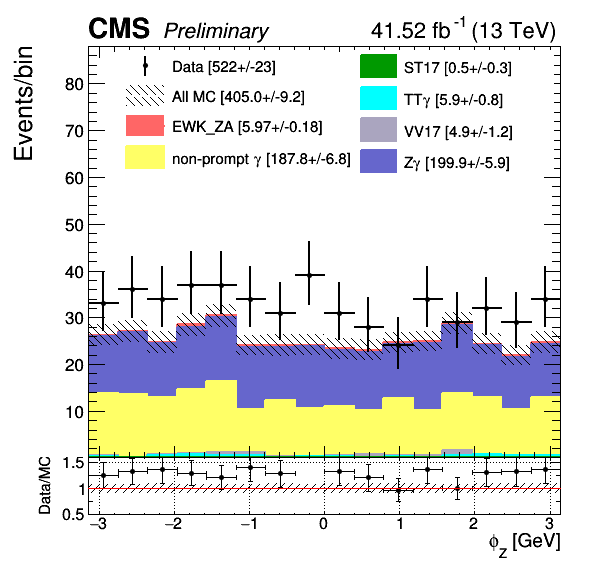 CMS Preliminary 41.52 fb⁻¹ (13 TeV)
Events/bin
80
70
60
50
40
30
20
10
Data [522+/-23]
All MC [405.0+/-9.2]
EWK_ZA [5.97+/-0.18]
non-prompt γ [187.8+/-6.8]
ST17 [0.5+/-0.3]
TTγ [5.9+/-0.8]
VV17 [4.9+/-1.2]
Zγ [199.9+/-5.9]
Data/MC
1.5
1
0.5
−3 −2 −1 0 1 2 3
ϕ_Z [GeV]